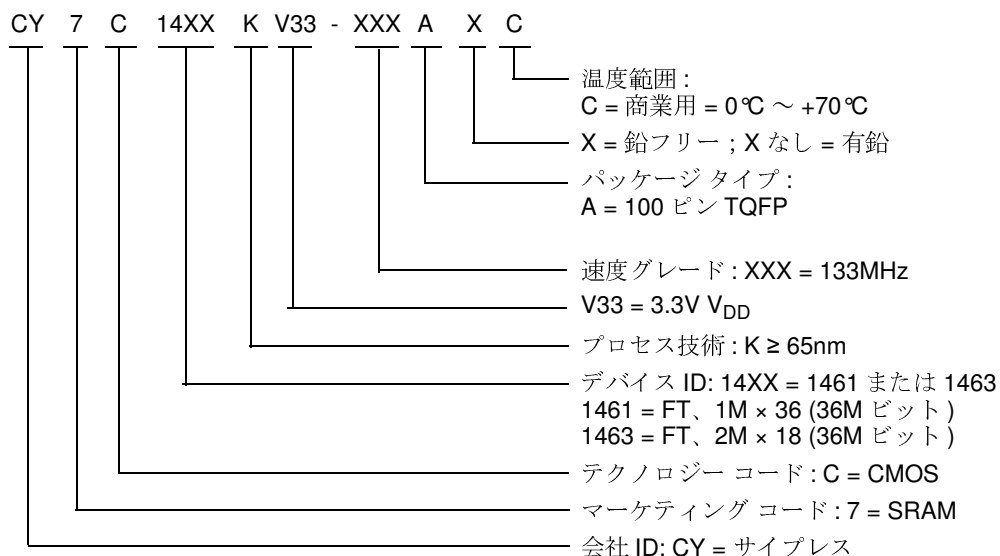 CY 7 C 14XX K V33 - XXX A X C
温度範囲 :
C = 商業用 = 0℃ ～ +70℃
X = 鉛フリー ; X なし = 有鉛
パッケージ タイプ :
A = 100 ピン TQFP
速度グレード : XXX = 133MHz
V33 = 3.3V VDD
プロセス技術 : K ≥ 65nm
デバイス ID: 14XX = 1461 または 1463
1461 = FT、1M × 36 (36M ビット )
1463 = FT、2M × 18 (36M ビット )
テクノロジー コード : C = CMOS
マーケティング コード : 7 = SRAM
会社 ID: CY = サイプレス